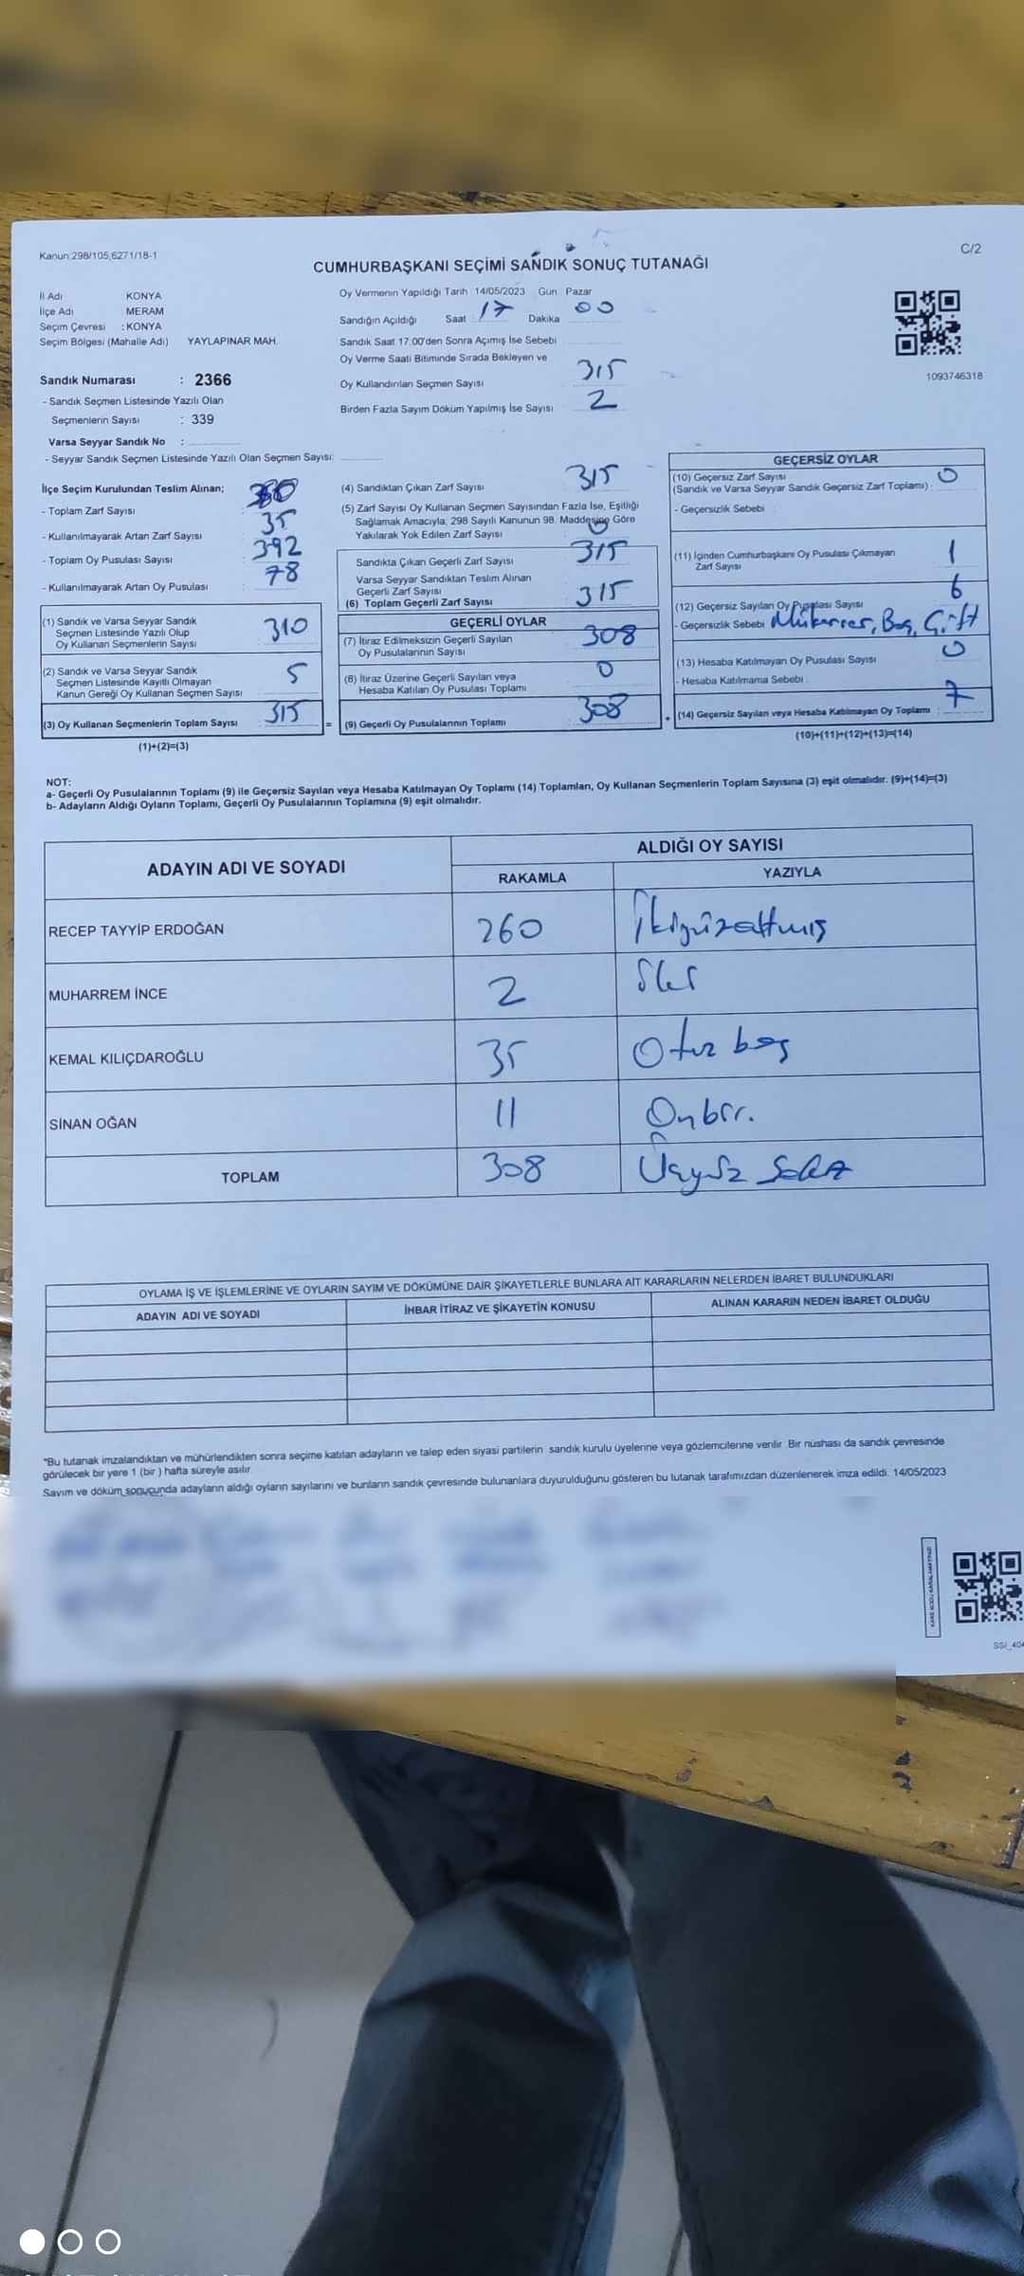 Kanun:298/105,6271/18-1
C/2
CUMHURBAŞKANI SEÇİMİ SANDIK SONUÇ TUTANAĞI
İl Adı KONYA
İlçe Adı MERAM
Seçim Çevresi : KONYA
Seçim Bölgesi (Mahalle Adı) YAYLAPINAR MAH.
Sandık Numarası : 2366
- Sandık Seçmen Listesinde Yazılı Olan
Seçmenlerin Sayısı : 339
Varsa Seyyar Sandık No :
- Seyyar Sandık Seçmen Listesinde Yazılı Olan Seçmen Sayısı:
Oy Vermenin Yapıldığı Tarih 14/05/2023 Gün Pazar
Sandığın Açıldığı Saat 17 Dakika 00
Sandık Saat 17.00'den Sonra Açımış İse Sebebi
Oy Verme Saati Bitiminde Sırada Bekleyen ve
Oy Kullandırılan Seçmen Sayısı 315
Birden Fazla Sayım Döküm Yapılmış İse Sayısı 2
1093746318
İlçe Seçim Kurulundan Teslim Alınan;
- Toplam Zarf Sayısı
- Kullanılmayarak Artan Zarf Sayısı 35
- Toplam Oy Pusulası Sayısı 392
- Kullanılmayarak Artan Oy Pusulası 78
(1) Sandık ve Varsa Seyyar Sandık
Seçmen Listesinde Yazılı Olup
Oy Kullanan Seçmenlerin Sayısı 310
(2) Sandık ve Varsa Seyyar Sandık
Seçmen Listesinde Kayıtlı Olmayan
Kanun Gereği Oy Kullanan Seçmen Sayısı 5
(3) Oy Kullanan Seçmenlerin Toplam Sayısı 315
(1)+(2)=(3)
(4) Sandıktan Çıkan Zarf Sayısı 315
(5) Zarf Sayısı Oy Kullanan Seçmen Sayısından Fazla İse, Eşitliği
Sağlamak Amacıyla, 298 Sayılı Kanunun 98. Maddesine Göre
Yakılarak Yok Edilen Zarf Sayısı 0
Sandıkta Çıkan Geçerli Zarf Sayısı 315
Varsa Seyyar Sandıktan Teslim Alınan
Geçerli Zarf Sayısı
(6) Toplam Geçerli Zarf Sayısı 315
GEÇERLİ OYLAR
(7) İtiraz Edilmeksizin Geçerli Sayılan
Oy Pusulalarının Sayısı 308
(8) İtiraz Üzerine Geçerli Sayılan veya
Hesaba Katılan Oy Pusulası Toplamı 0
= (9) Geçerli Oy Pusulalarının Toplamı 308
GEÇERSİZ OYLAR
(10) Geçersiz Zarf Sayısı 0
(Sandık ve Varsa Seyyar Sandık Geçersiz Zarf Toplamı) :
- Geçersizlik Sebebi
(11) İçinden Cumhurbaşkanı Oy Pusulası Çıkmayan
Zarf Sayısı 1
(12) Geçersiz Sayılan Oy Pusulası Sayısı 6
- Geçersizlik Sebebi Mükerrer, Boş, Çift
(13) Hesaba Katılmayan Oy Pusulası Sayısı 0
- Hesaba Katılmama Sebebi
+ (14) Geçersiz Sayılan veya Hesaba Katılmayan Oy Toplamı : 7
(10)+(11)+(12)+(13)=(14)
NOT:
a- Geçerli Oy Pusulalarının Toplamı (9) ile Geçersiz Sayılan veya Hesaba Katılmayan Oy Toplamı (14) Toplamları, Oy Kullanan Seçmenlerin Toplam Sayısına (3) eşit olmalıdır. (9)+(14)=(3)
b- Adayların Aldığı Oyların Toplamı, Geçerli Oy Pusulalarının Toplamına (9) eşit olmalıdır.
ADAYIN ADI VE SOYADI ALDIĞI OY SAYISI
RAKAMLA YAZIYLA
RECEP TAYYİP ERDOĞAN 260 İkiyüzaltmış
MUHARREM İNCE 2
KEMAL KILIÇDAROĞLU 35 Otuz beş
SİNAN OĞAN 11 Onbir.
TOPLAM 308 Üçyüz Sekiz
OYLAMA İŞ VE İŞLEMLERİNE VE OYLARIN SAYIM VE DÖKÜMÜNE DAİR ŞİKAYETLERLE BUNLARA AİT KARARLARIN NELERDEN İBARET BULUNDUKLARI
ADAYIN ADI VE SOYADI İHBAR İTİRAZ VE ŞİKAYETİN KONUSU ALINAN KARARIN NEDEN İBARET OLDUĞU
*Bu tutanak imzalandıktan ve mühürlendikten sonra seçime katılan adayların ve talep eden siyasi partilerin sandık kurulu üyelerine veya gözlemcilerine verilir. Bir nüshası da sandık çevresinde
görülecek bir yere 1 (bir) hafta süreyle asılır.
Sayım ve döküm sonucunda adayların aldığı oyların sayılarını ve bunların sandık çevresinde bulunanlara duyurulduğunu gösteren bu tutanak tarafımızdan düzenlenerek imza edildi. 14/05/2023